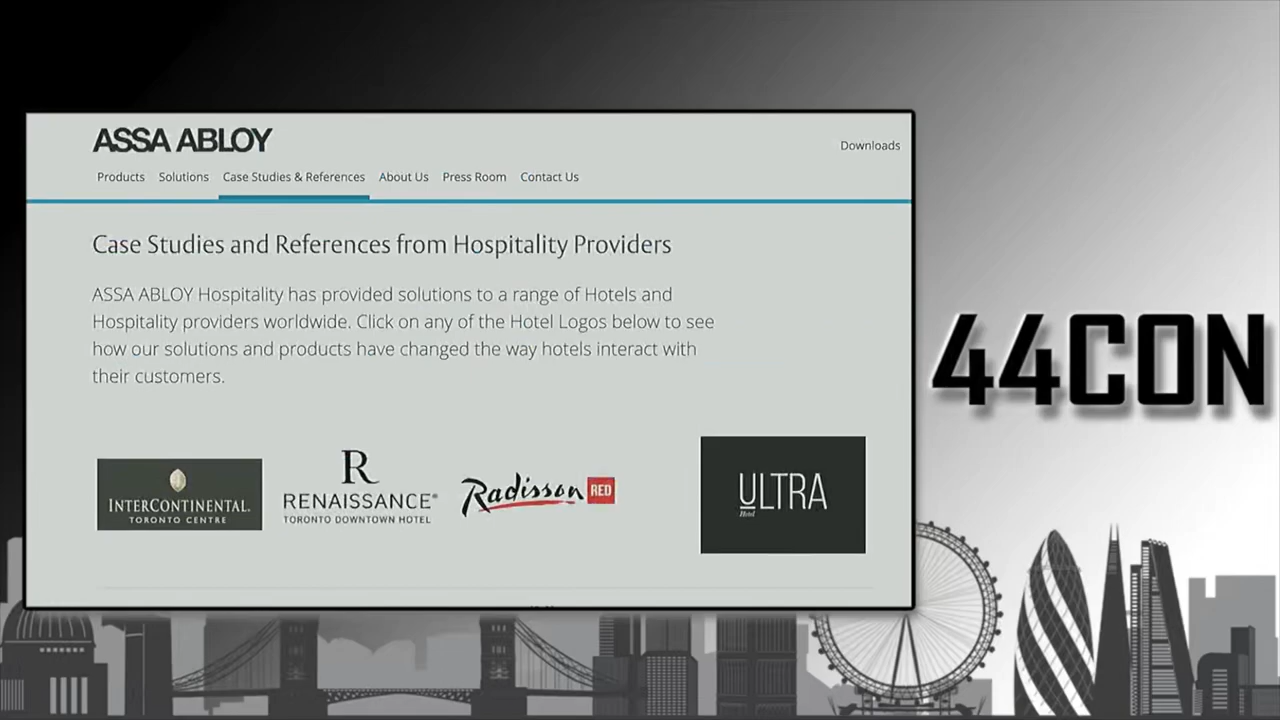 ASSA ABLOY
Downloads
Products Solutions Case Studies & References About Us Press Room Contact Us
Case Studies and References from Hospitality Providers
ASSA ABLOY Hospitality has provided solutions to a range of Hotels and
Hospitality providers worldwide. Click on any of the Hotel Logos below to see
how our solutions and products have changed the way hotels interact with
their customers.
INTERCONTINENTAL.
TORONTO CENTRE
R
RENAISSANCE®
TORONTO DOWNTOWN HOTEL
Radisson RED
ULTRA
Hotel
44CON